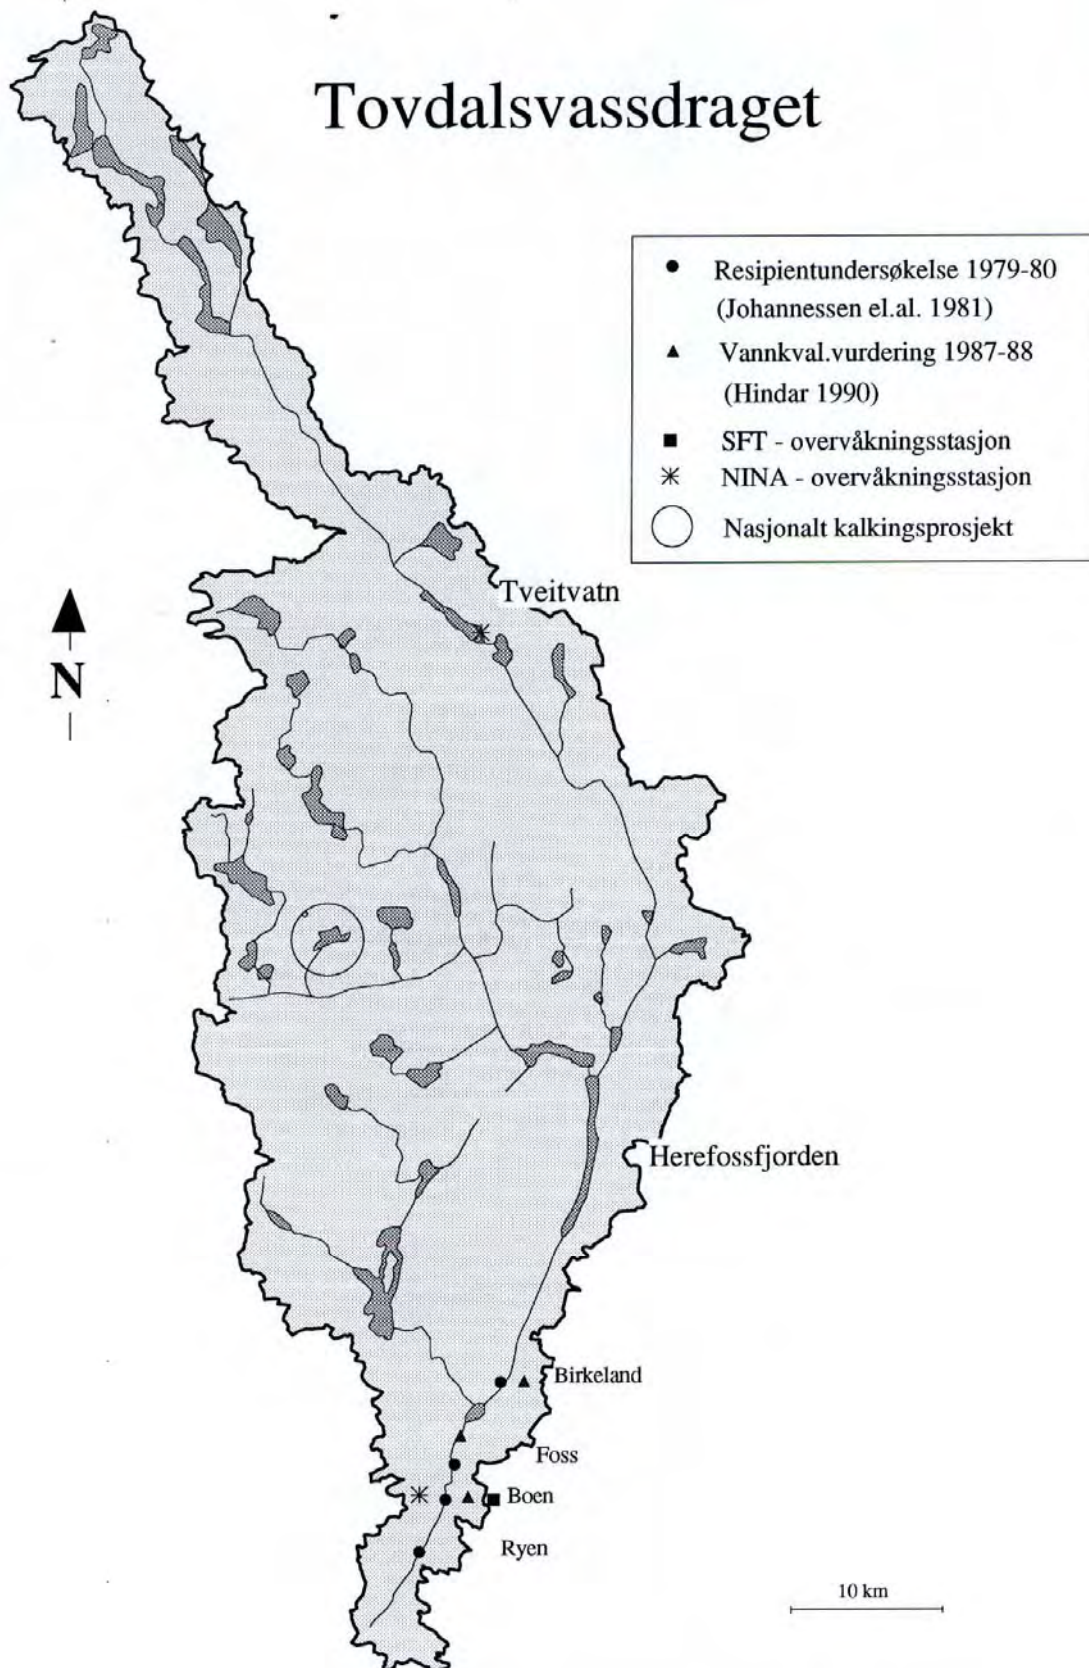 Tovdalsvassdraget
Resipientundersøkelse 1979-80
(Johannessen el.al. 1981)
Vannkval.vurdering 1987-88
(Hindar 1990)
SFT - overvåkningsstasjon
NINA - overvåkningsstasjon
Nasjonalt kalkingsprosjekt
Tveitvatn
N
Herefossfjorden
Birkeland
Foss
Boen
Ryen
10 km